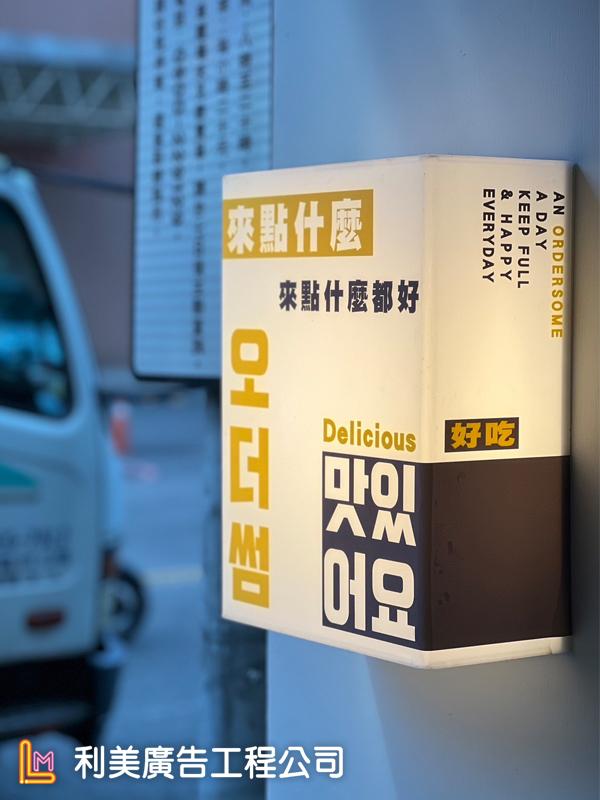 來點什麼
來點什麼都好
오더썸
Delicious
맛있
어요
AN ORDERSOME
A DAY
KEEP FULL
& HAPPY
EVERYDAY
好吃
LM
利美廣告工程公司